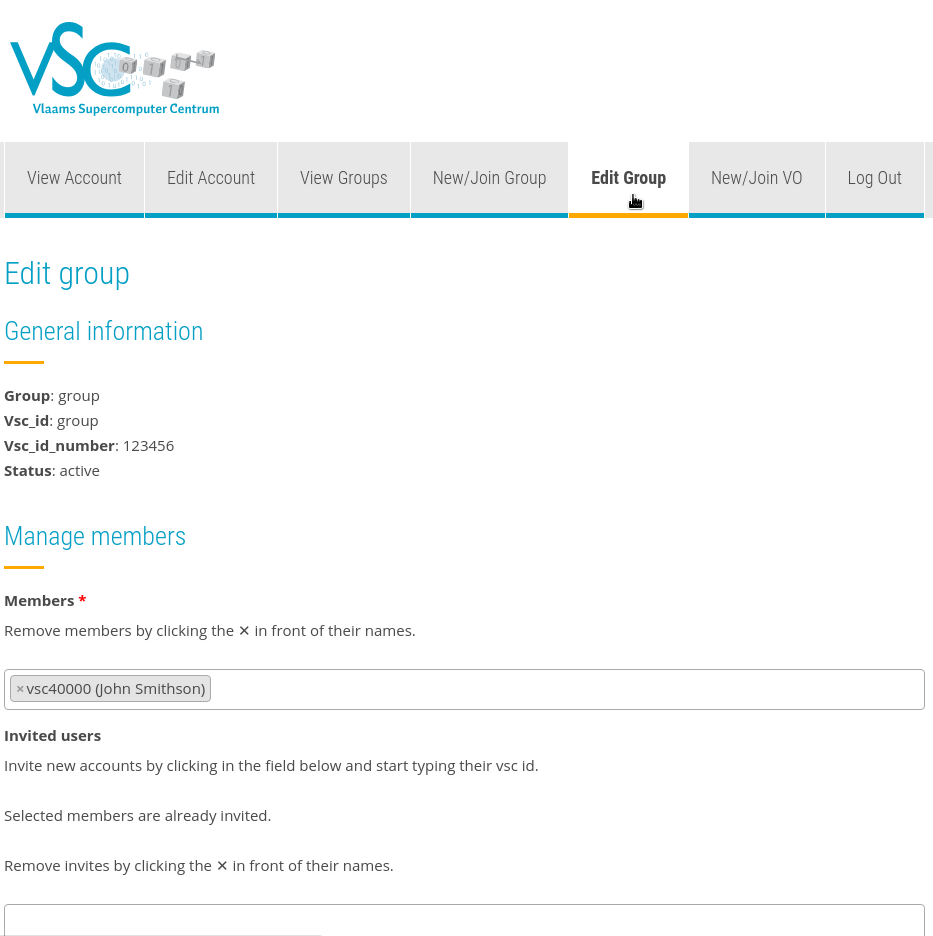 VSC
Vlaams Supercomputer Centrum
View Account
Edit Account
View Groups
New/Join Group
Edit Group
New/Join VO
Log Out
Edit group
General information
Group: group
Vsc_id: group
Vsc_id_number: 123456
Status: active
Manage members
Members *
Remove members by clicking the ✕ in front of their names.
× vsc40000 (John Smithson)
Invited users
Invite new accounts by clicking in the field below and start typing their vsc id.
Selected members are already invited.
Remove invites by clicking the ✕ in front of their names.